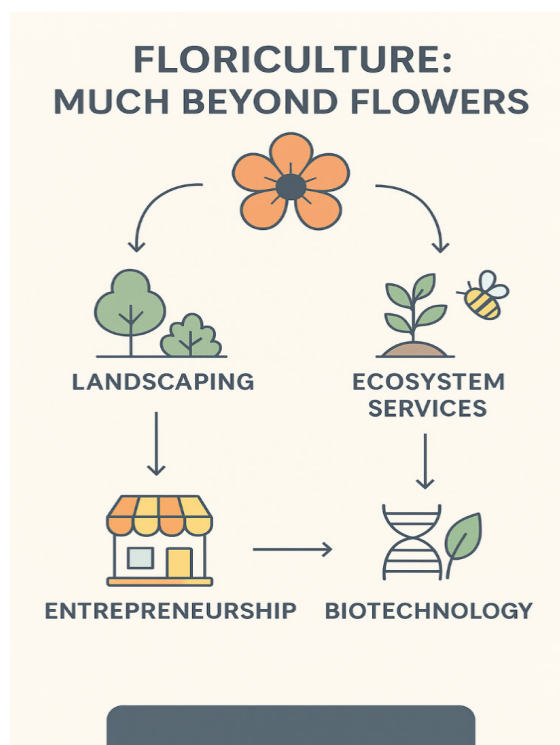 FLORICULTURE:
MUCH BEYOND FLOWERS
LANDSCAPING
ECOSYSTEM
SERVICES
ENTREPRENEURSHIP
BIOTECHNOLOGY